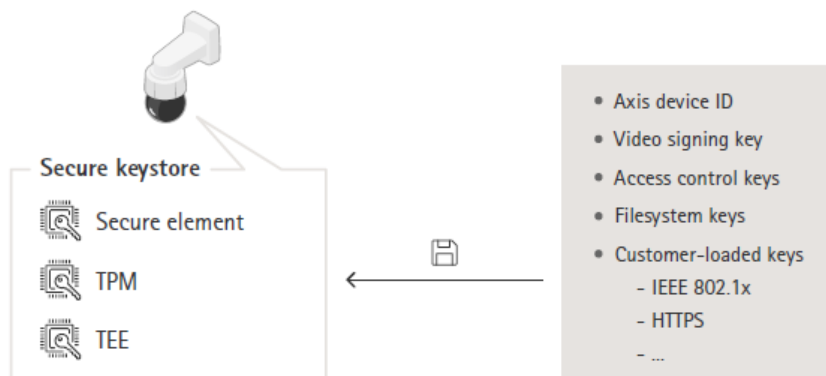 Secure keystore
Secure element
TPM
TEE
• Axis device ID
• Video signing key
• Access control keys
• Filesystem keys
• Customer-loaded keys
- IEEE 802.1x
- HTTPS
- ...